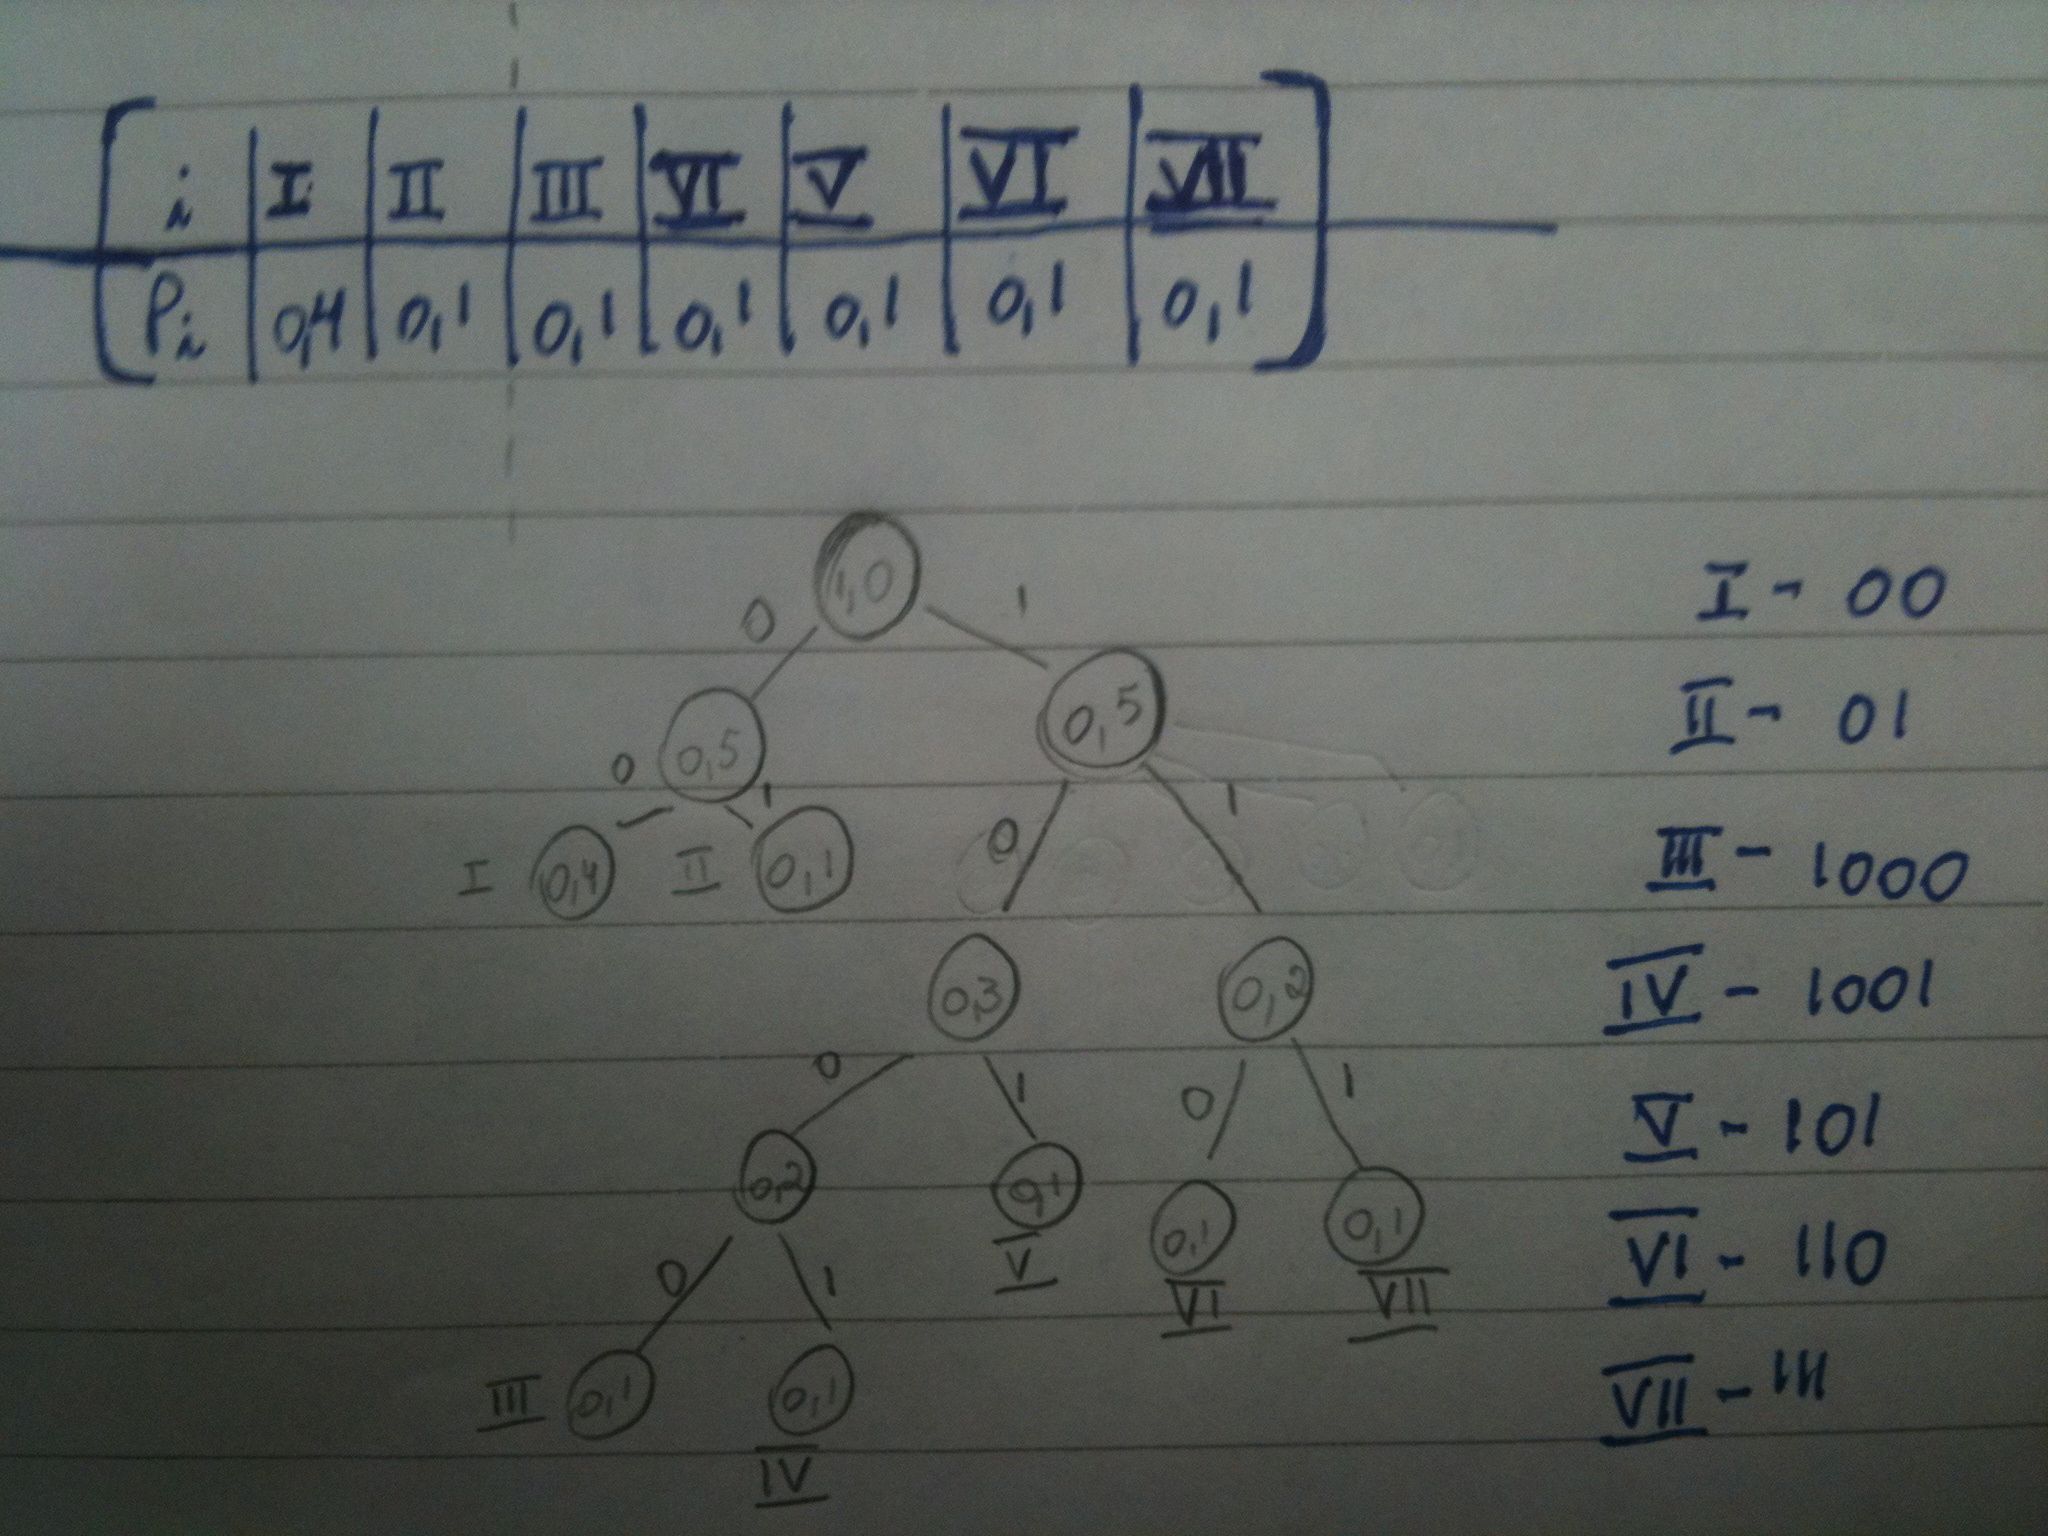 i I II III VI V VI VII
Pi 0,4 0,1 0,1 0,1 0,1 0,1 0,1
1,0
0 1
0,5 0,5
0 1 0 1
I 0,4 II 0,1
0,3 0,2
0 1 0 1
0,2 0,1 0,1 0,1
V VI VII
0 1
III 0,1 0,1
IV
I - 00
II - 01
III - 1000
IV - 1001
V - 101
VI - 110
VII - 111